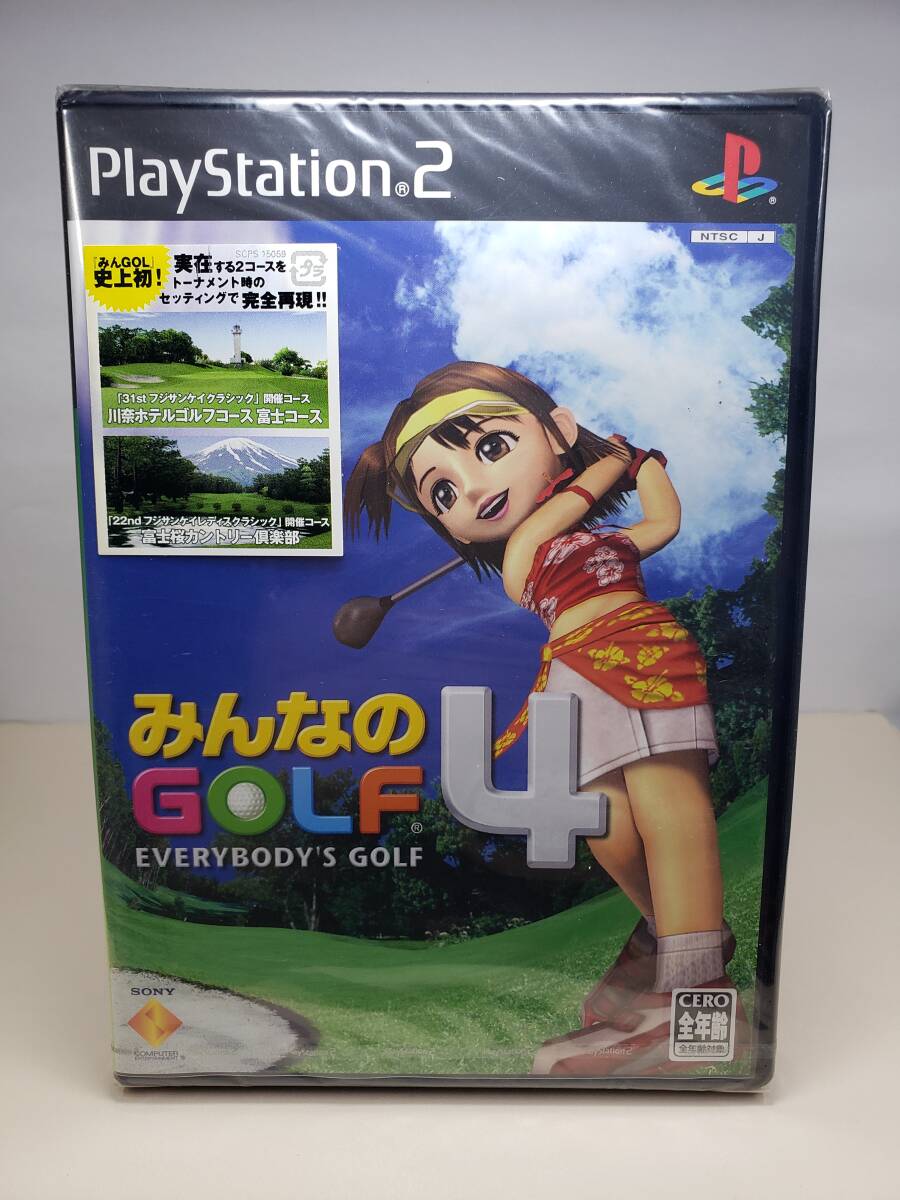 PlayStation®2
NTSC J
SCPS 15059
プラ
『みんGOL』
史上初!
実在する2コースを
トーナメント時の
セッティングで完全再現!!
「31st フジサンケイクラシック」開催コース
川奈ホテルゴルフコース 富士コース
「22nd フジサンケイレディスクラシック」開催コース
富士桜カントリー倶楽部
みんなの
GOLF® 4
EVERYBODY'S GOLF
SONY
COMPUTER
ENTERTAINMENT®
PlayStation2
CERO
全年齢
全年齢対象